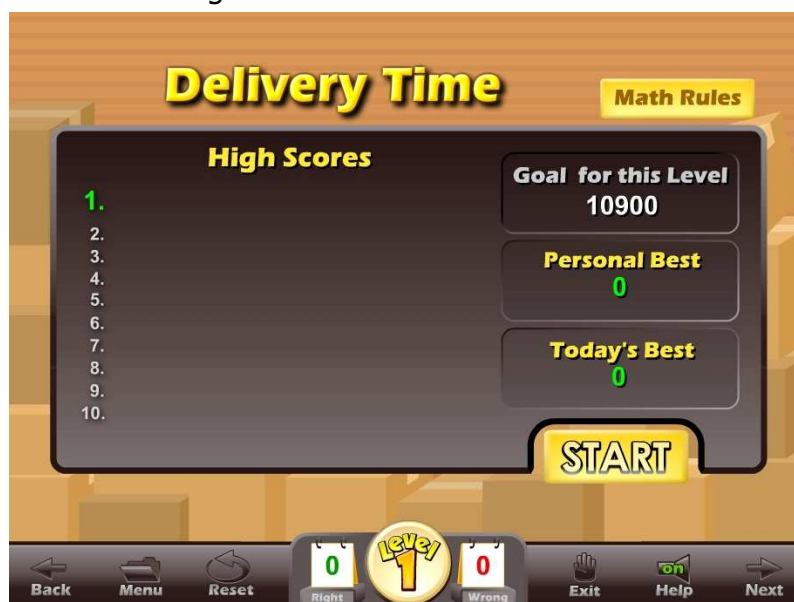 Delivery Time
Math Rules
High Scores
1.
2.
3.
4.
5.
6.
7.
8.
9.
10.
Goal for this Level
10900
Personal Best
0
Today's Best
0
START
Back
Menu
Reset
0
Right
Level
1
0
Wrong
Exit
on
Help
Next